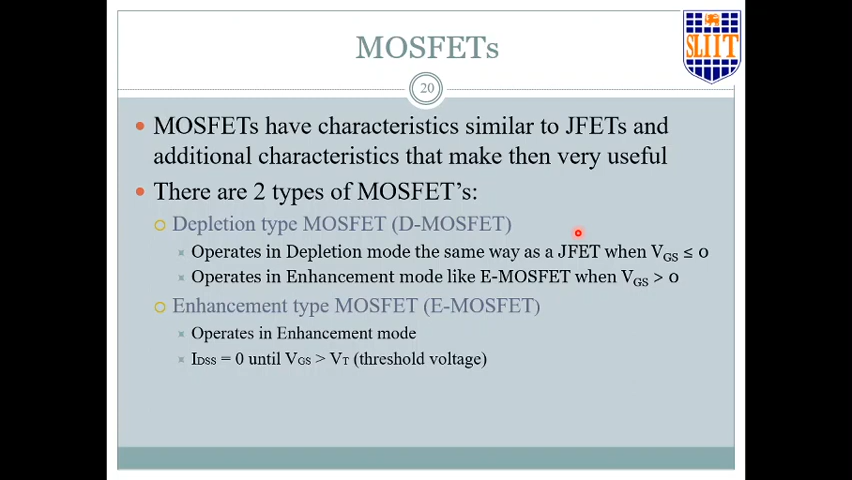 MOSFETs
SLIIT
20
MOSFETs have characteristics similar to JFETs and
additional characteristics that make then very useful
There are 2 types of MOSFET's:
Depletion type MOSFET (D-MOSFET)
Operates in Depletion mode the same way as a JFET when VGS ≤ 0
Operates in Enhancement mode like E-MOSFET when VGS > 0
Enhancement type MOSFET (E-MOSFET)
Operates in Enhancement mode
IDSS = 0 until VGS > VT (threshold voltage)